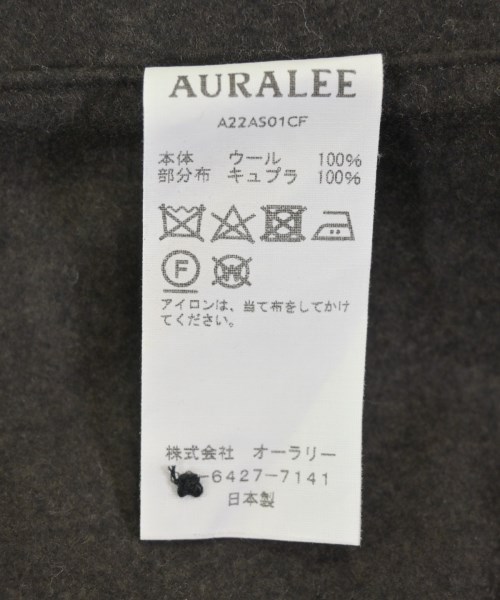 AURALEE
A22AS01CF
本体 ウール 100%
部分布 キュプラ 100%
F
W
アイロンは、当て布をしてかけ
てください。
株式会社 オーラリー
-6427-7141
日本製